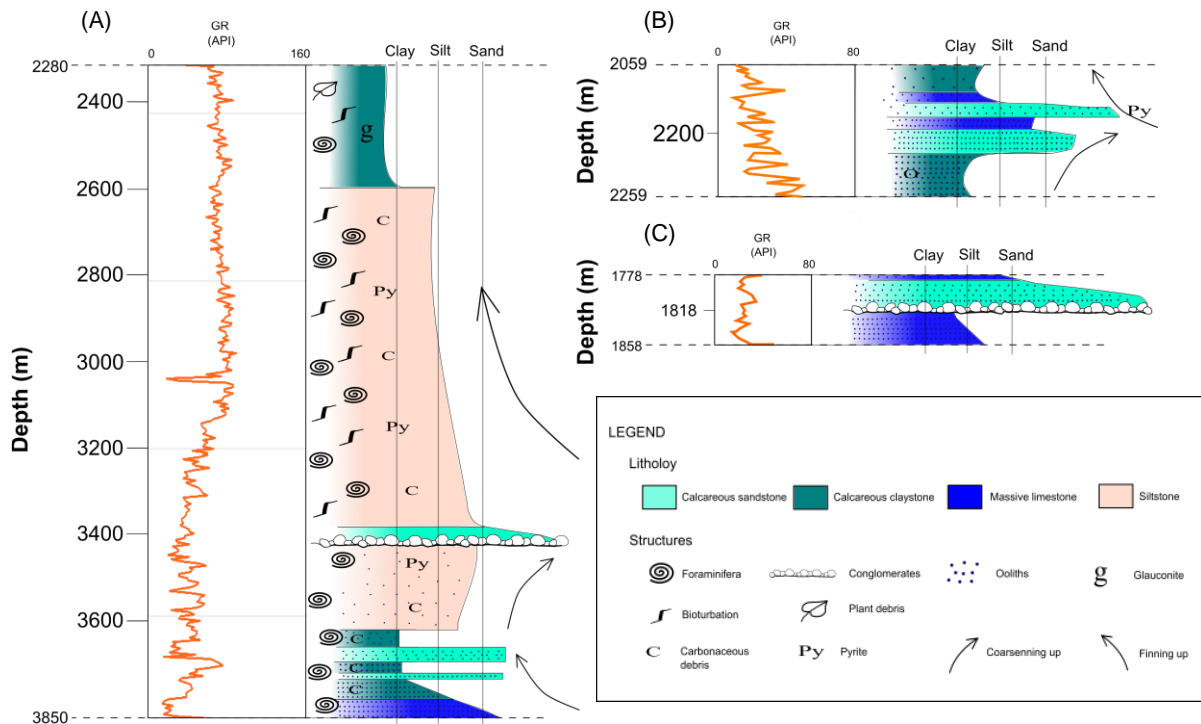 (A)
GR
(API)
0
160
Clay
Silt
Sand
Depth (m)
2280
2400
2600
2800
3000
3200
3400
3600
3850
g
C
Py
C
Py
C
Py
C
C
C
C
(B)
GR
(API)
0
80
Clay
Silt
Sand
Depth (m)
2059
2200
2259
Py
(C)
GR
(API)
0
80
Clay
Silt
Sand
Depth (m)
1778
1818
1858
LEGEND
Litholoy
Calcareous sandstone
Calcareous claystone
Massive limestone
Siltstone
Structures
Foraminifera
Conglomerates
Ooliths
g
Glauconite
Bioturbation
Plant debris
C
Carbonaceous
debris
Py
Pyrite
Coarsenning up
Finning up